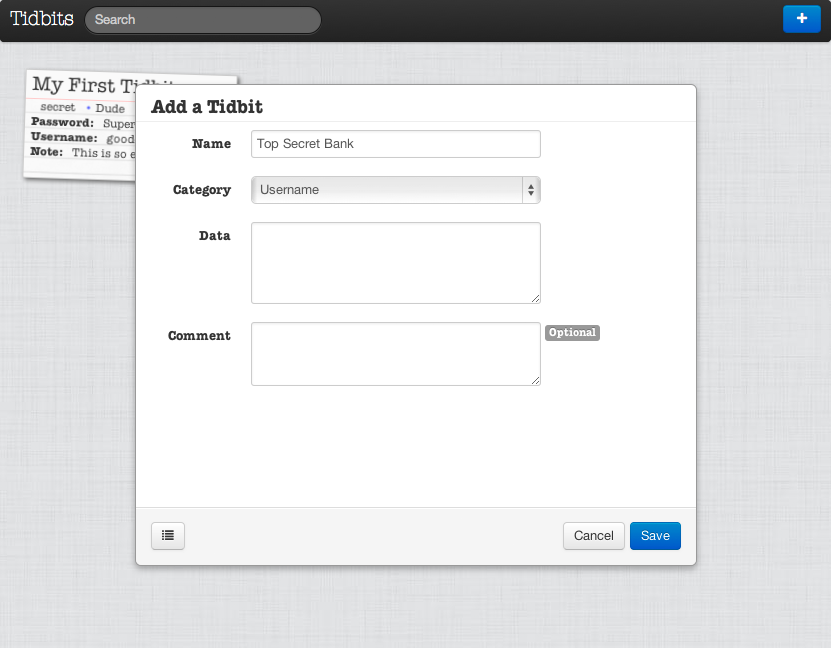 Tidbits Search
My First
secret • Dude
Password: Super
Username: good
Note: This is so
Add a Tidbit
Name Top Secret Bank
Category Username
Data
Comment Optional
Cancel Save